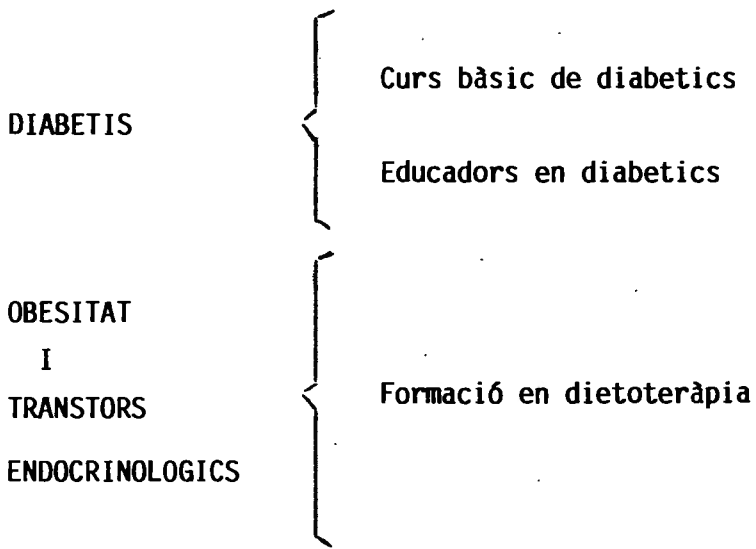 DIABETIS
Curs bàsic de diabetics
Educadors en diabetics
OBESITAT
I
TRANSTORS
ENDOCRINOLOGICS
Formació en dietoteràpia